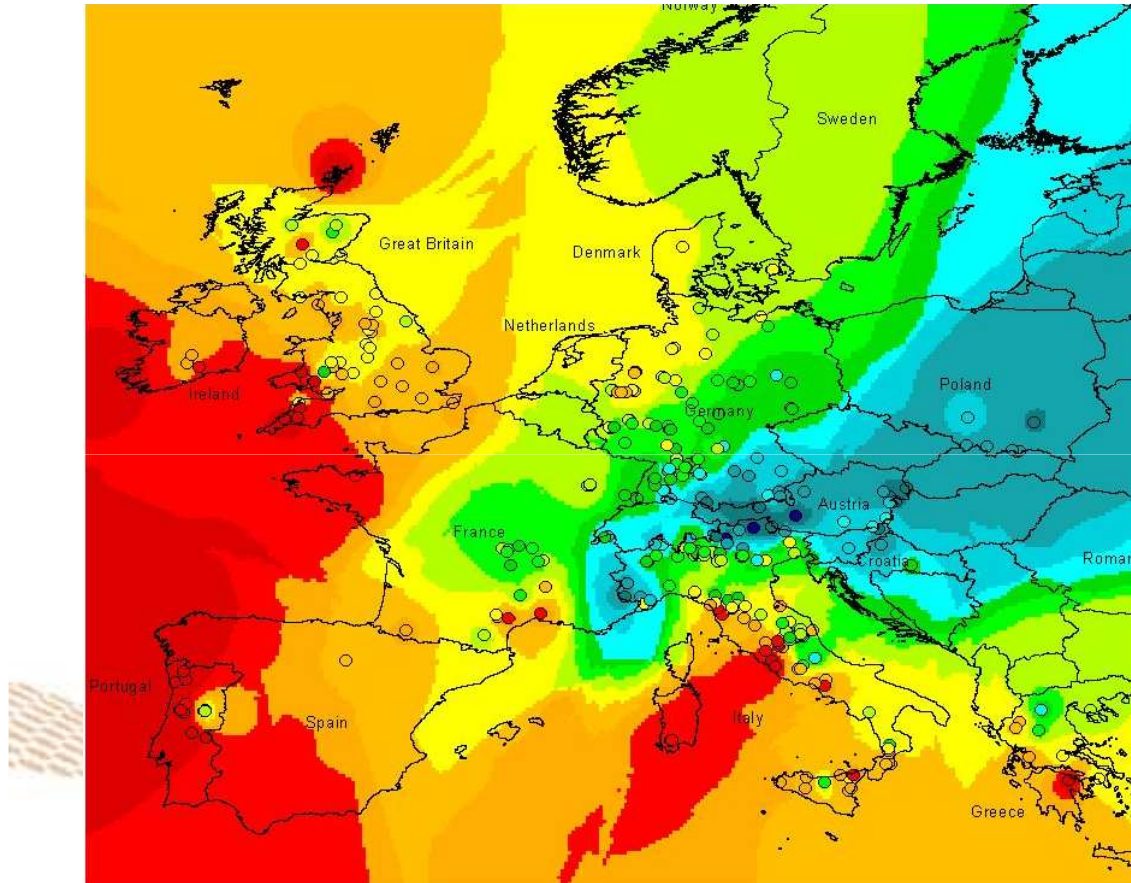 Norway
Sweden
Great Britain
Denmark
Netherlands
Ireland
Poland
Germany
Austria
France
Croatia
Roman
Portugal
Spain
Italy
Greece